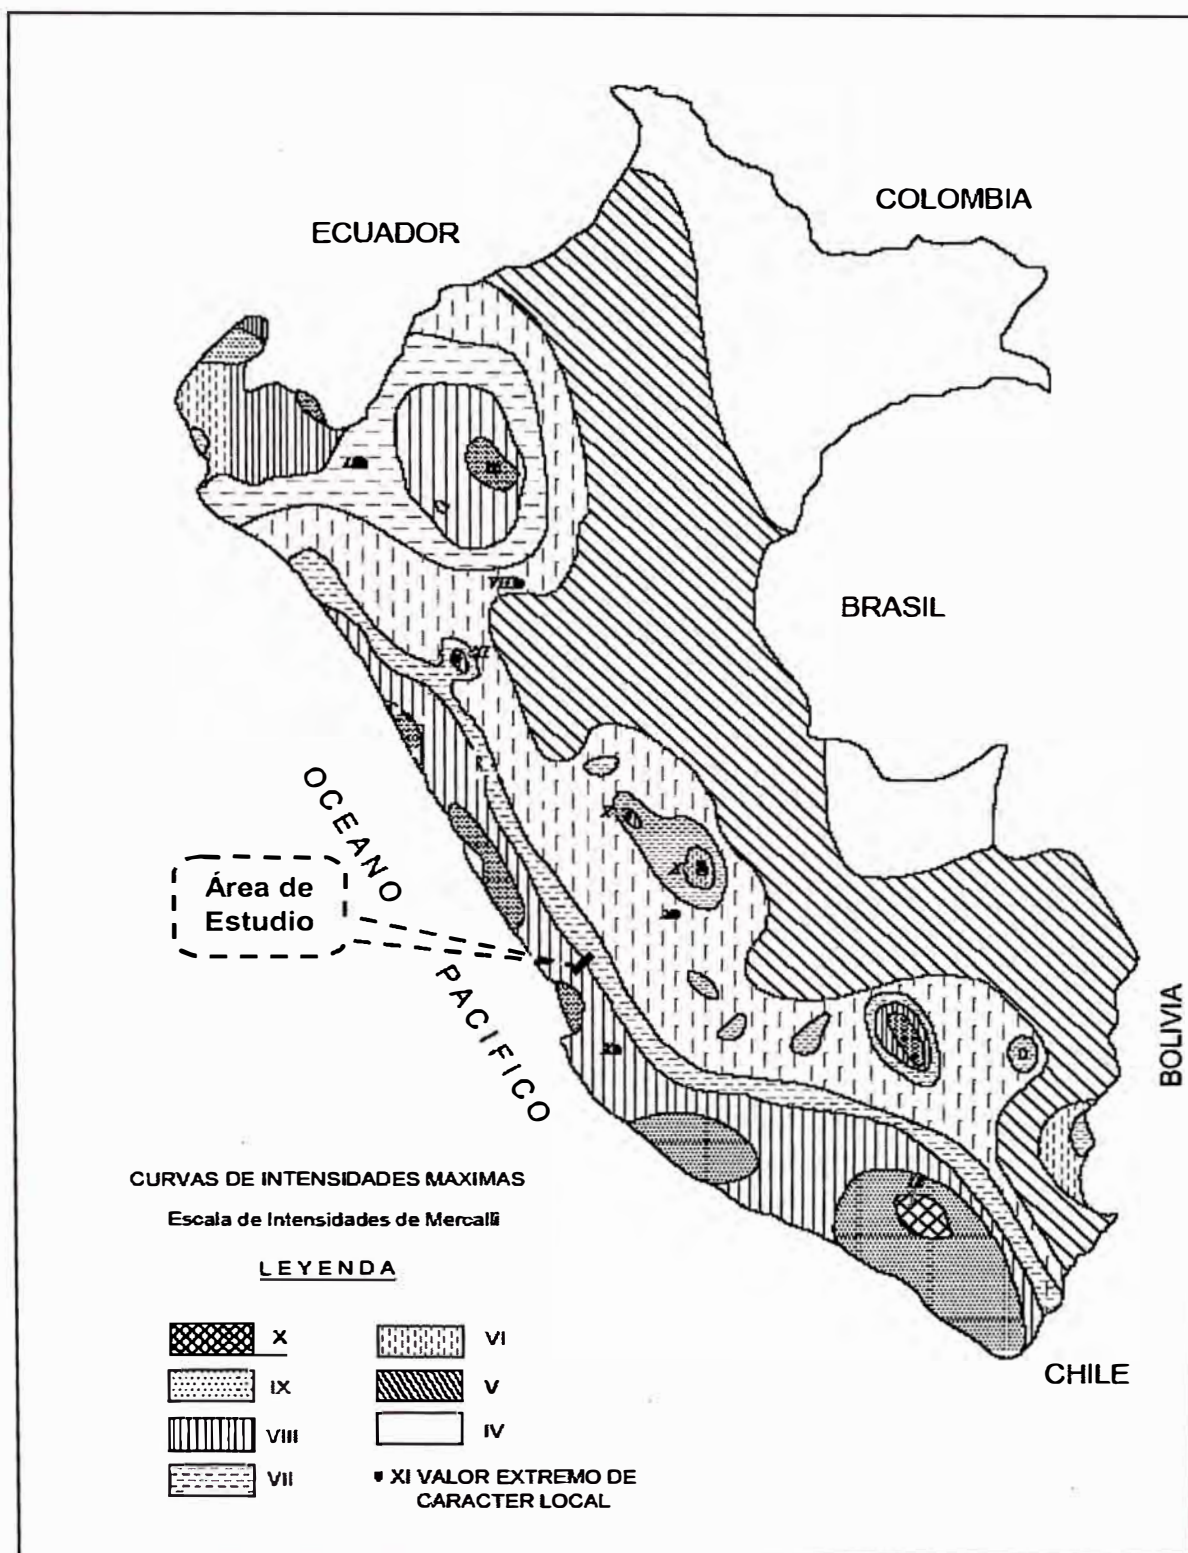 COLOMBIA
ECUADOR
BRASIL
OCEANO
PACIFICO
Área de
Estudio
BOLIVIA
CHILE
CURVAS DE INTENSIDADES MAXIMAS
Escala de Intensidades de Mercalli
LEYENDA
X
IX
VIII
VII
VI
V
IV
XI VALOR EXTREMO DE
CARACTER LOCAL